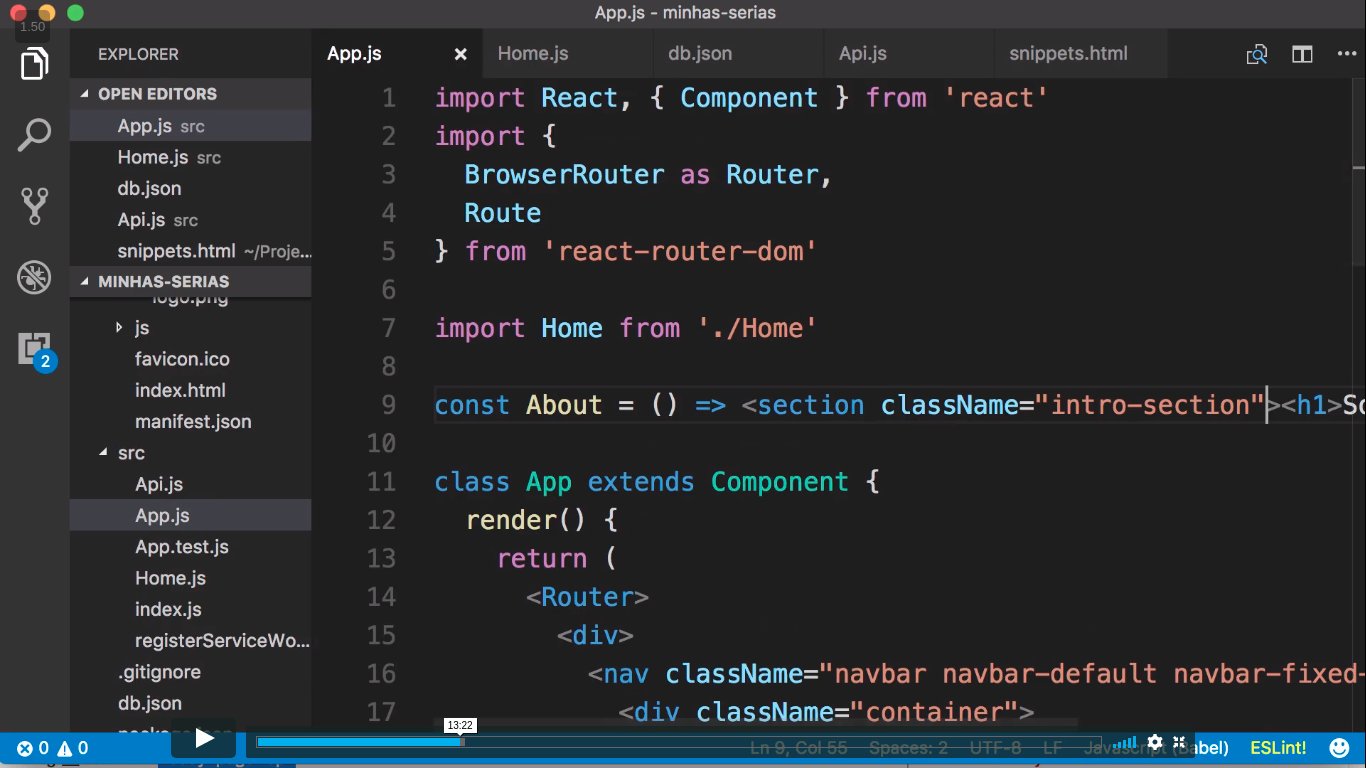 App.js - minhas-serias
1.50
EXPLORER
App.js × Home.js db.json Api.js snippets.html
OPEN EDITORS
App.js src
Home.js src
db.json
Api.js src
snippets.html ~/Proje...
MINHAS-SERIAS
logo.png
js
favicon.ico
index.html
manifest.json
src
Api.js
App.js
App.test.js
Home.js
index.js
registerServiceWo...
.gitignore
db.json
2
1 import React, { Component } from 'react'
2 import {
3 BrowserRouter as Router,
4 Route
5 } from 'react-router-dom'
6
7 import Home from './Home'
8
9 const About = () => <section className="intro-section"><h1>So
10
11 class App extends Component {
12 render() {
13 return (
14 <Router>
15 <div>
16 <nav className="navbar navbar-default navbar-fixed-
17 <div className="container">
13:22
0 0 Ln 9, Col 55 Spaces: 2 UTF-8 LF Javascript (Babel) ESLint!